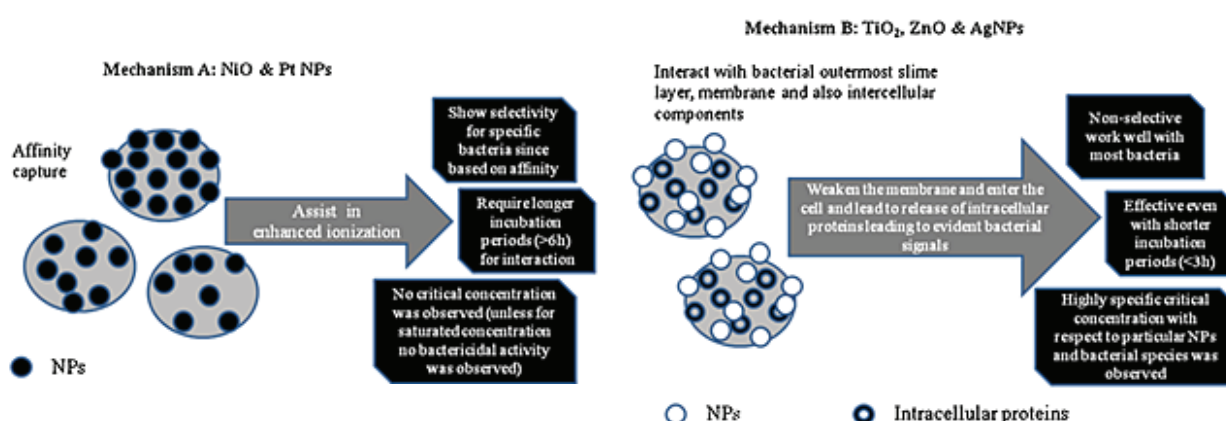 Mechanism A: NiO & Pt NPs
Affinity
capture
Assist in
enhanced ionization
Show selectivity
for specific
bacteria since
based on affinity
Require longer
incubation
periods (>6h)
for interaction
No critical concentration
was observed (unless for
saturated concentration
no bactericidal activity
was observed)
NPs
Mechanism B: TiO₂, ZnO & AgNPs
Interact with bacterial outermost slime
layer, membrane and also intercellular
components
Weaken the membrane and enter the
cell and lead to release of intracellular
proteins leading to evident bacterial
signals
Non-selective
work well with
most bacteria
Effective even
with shorter
incubation
periods (<3h)
Highly specific critical
concentration with
respect to particular NPs
and bacterial species was
observed
NPs
Intracellular proteins